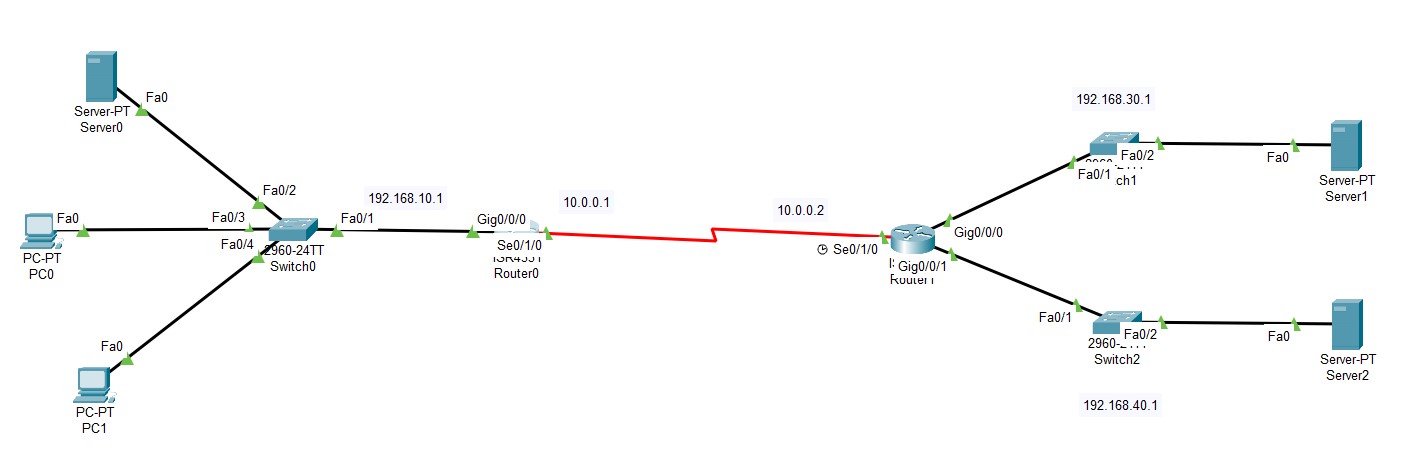 Fa0
Server-PT
Server0
Fa0/2
Fa0
Fa0/3
Fa0/4
Fa0/1
PC-PT
PC0
2960-24TT
Switch0
Fa0
PC-PT
PC1
192.168.10.1
Gig0/0/0
10.0.0.1
Se0/1/0
Router0
10.0.0.2
Se0/1/0
Gig0/0/0
Gig0/0/1
Router1
192.168.30.1
Fa0/2
Fa0/1
ch1
Fa0
Server-PT
Server1
Fa0/1
Fa0/2
Switch2
Fa0
Server-PT
Server2
192.168.40.1